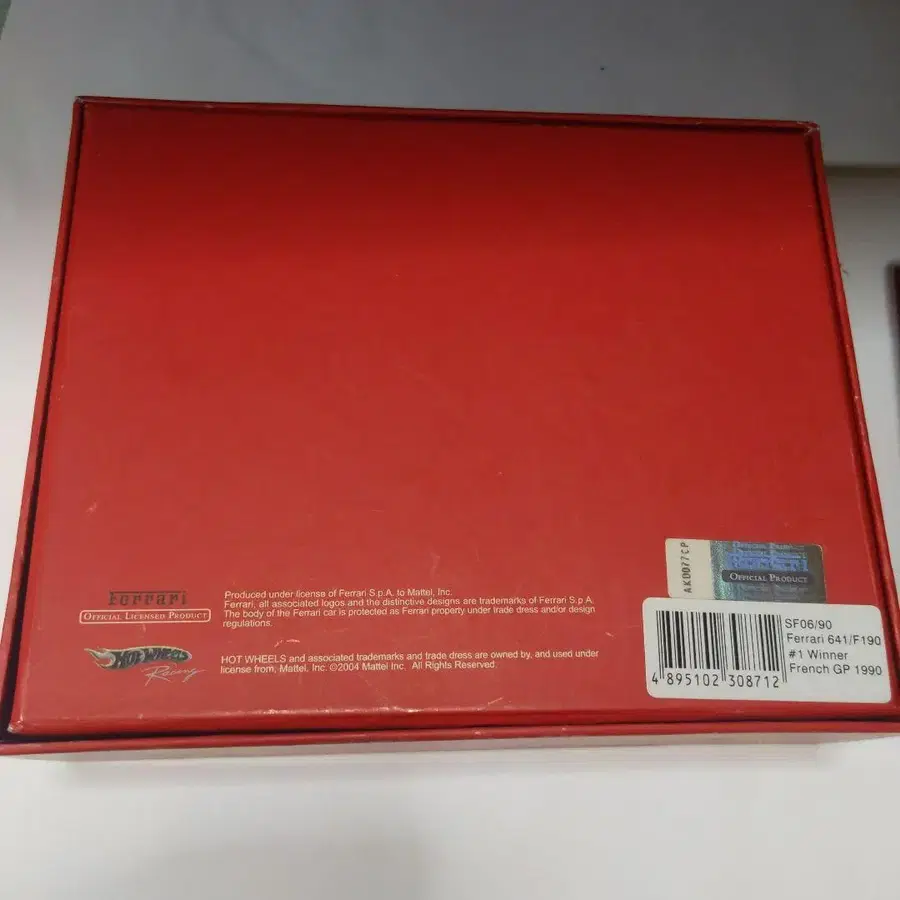 Ferrari
OFFICIAL LICENSED PRODUCT
Produced under license of Ferrari S.p.A. to Mattel, Inc.
Ferrari, all associated logos and the distinctive designs are trademarks of Ferrari S.p.A.
The body of the Ferrari car is protected as Ferrari property under trade dress and/or design
regulations.
HOT WHEELS
Racing
HOT WHEELS and associated trademarks and trade dress are owned by, and used under
license from, Mattel, Inc. ©2004 Mattel Inc. All Rights Reserved.
AK0077CP
OFFICIAL PRODUCT
OFFICIAL PRODUCT
SF06/90
Ferrari 641/F190
#1 Winner
French GP 1990
4 895102 308712